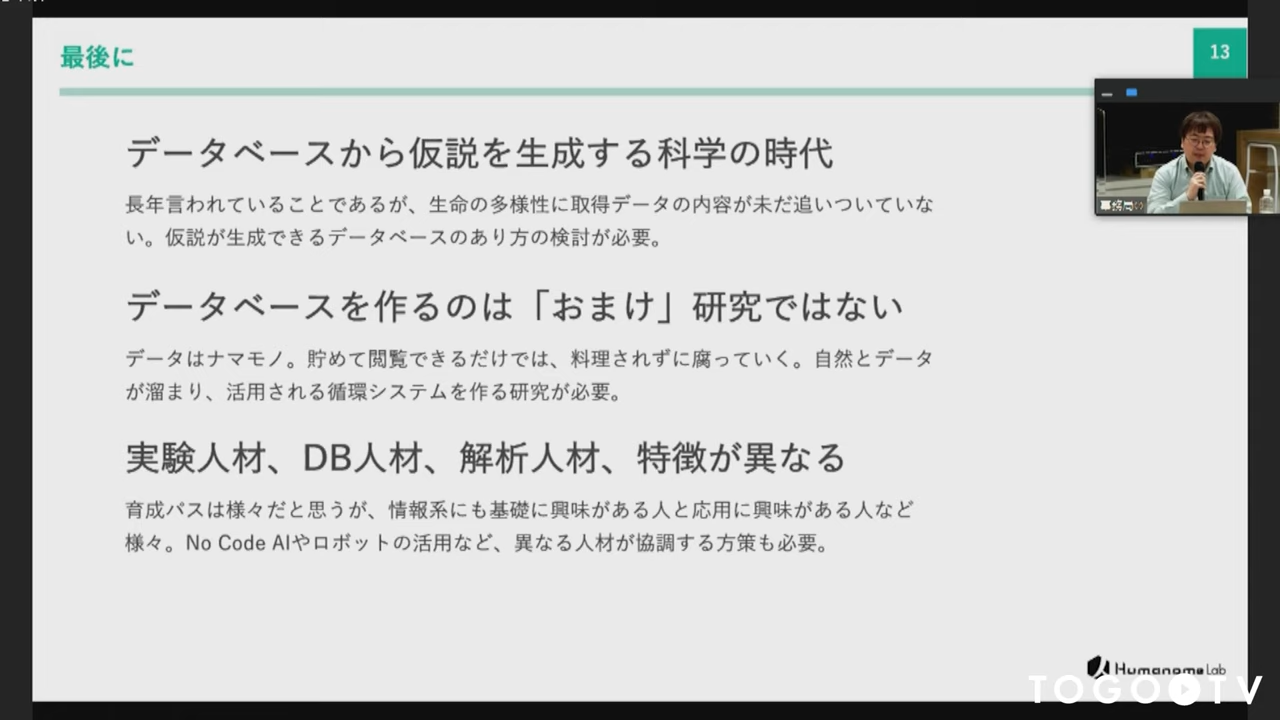 最後に
13
データベースから仮説を生成する科学の時代
長年言われていることであるが、生命の多様性に取得データの内容が未だ追いついていな
い。仮説が生成できるデータベースのあり方の検討が必要。
データベースを作るのは「おまけ」研究ではない
データはナマモノ。貯めて閲覧できるだけでは、料理されずに腐っていく。自然とデータ
が溜まり、活用される循環システムを作る研究が必要。
実験人材、DB人材、解析人材、特徴が異なる
育成パスは様々だと思うが、情報系にも基礎に興味がある人と応用に興味がある人など
様々。No Code AIやロボットの活用など、異なる人材が協調する方策も必要。
事務局
Humanome Lab
TOGO TV